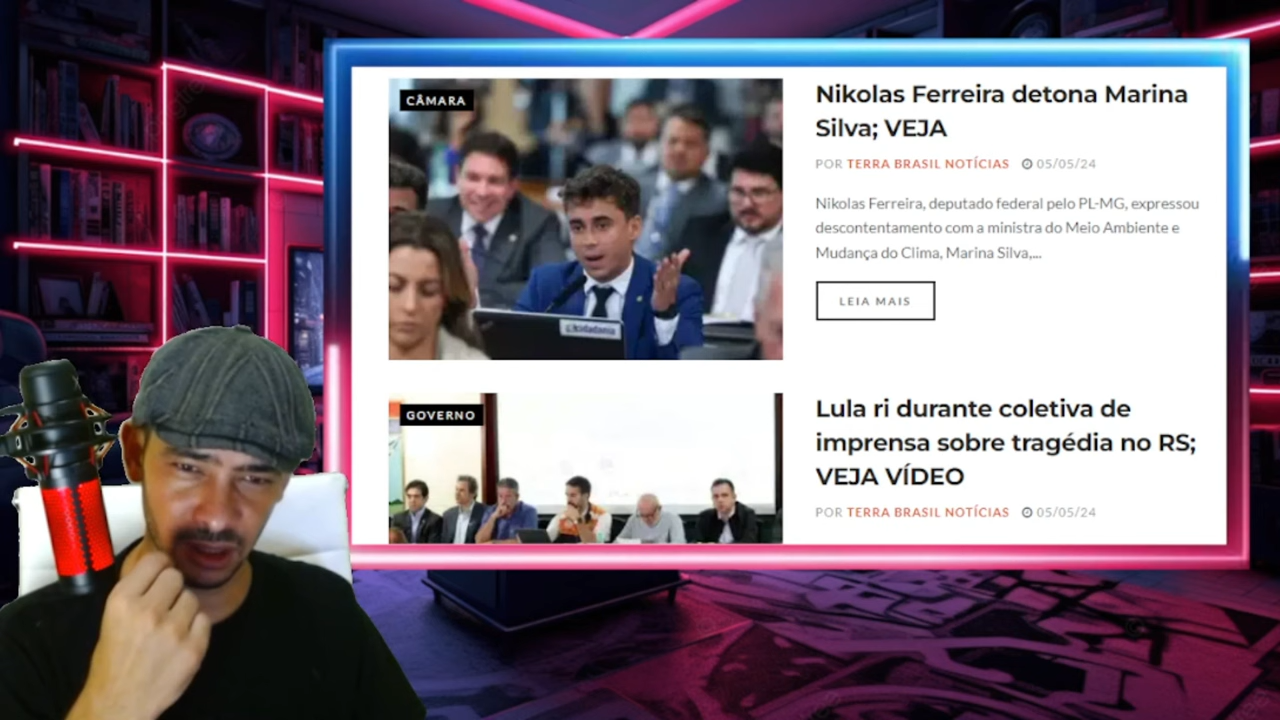 CÂMARA
Nikolas Ferreira detona Marina
Silva; VEJA
POR TERRA BRASIL NOTÍCIAS 05/05/24
Nikolas Ferreira, deputado federal pelo PL-MG, expressou
descontentamento com a ministra do Meio Ambiente e
Mudança do Clima, Marina Silva,...
LEIA MAIS
cidadania
GOVERNO
Lula ri durante coletiva de
imprensa sobre tragédia no RS;
VEJA VÍDEO
POR TERRA BRASIL NOTÍCIAS 05/05/24